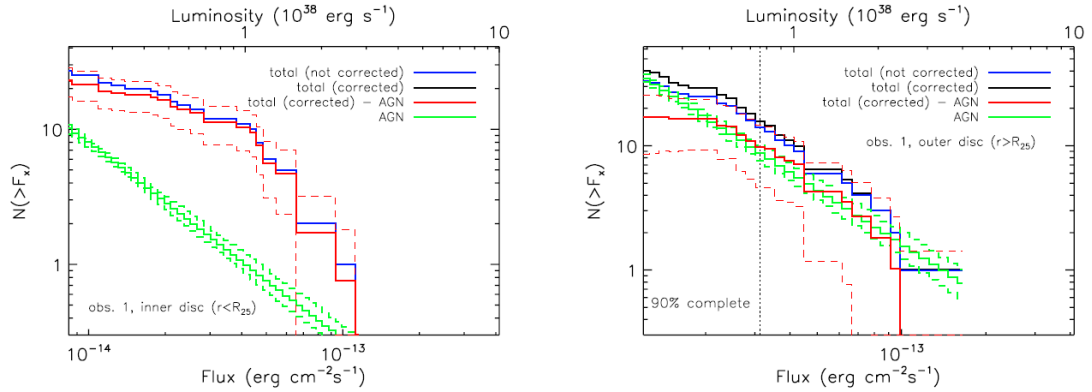 Luminosity (10^38 erg s^-1)
1
10
total (not corrected)
total (corrected)
total (corrected) - AGN
AGN
N(>F_x)
10
1
obs. 1, inner disc (r<R_25)
10^-14
10^-13
Flux (erg cm^-2 s^-1)
Luminosity (10^38 erg s^-1)
1
10
total (not corrected)
total (corrected)
total (corrected) - AGN
AGN
obs. 1, outer disc (r>R_25)
N(>F_x)
10
1
90% complete
10^-13
Flux (erg cm^-2 s^-1)